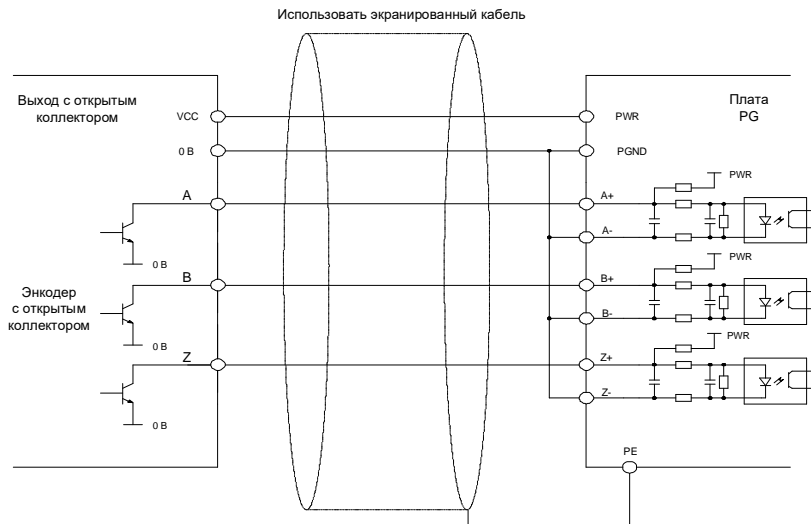 Использовать экранированный кабель
Выход с открытым
коллектором
Плата
PG
VCC
PWR
0 В
PGND
PWR
A
A+
A-
0 В
PWR
Энкодер
с открытым
коллектором
B
B+
B-
0 В
PWR
Z
Z+
Z-
0 В
PE